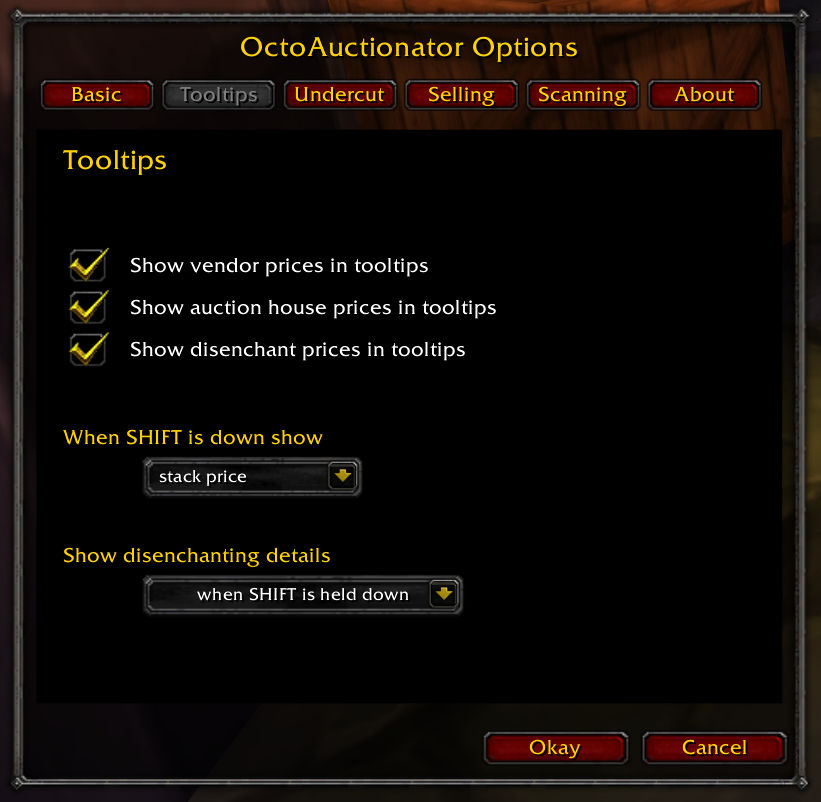 OctoAuctionator Options
Basic Tooltips Undercut Selling Scanning About
Tooltips
Show vendor prices in tooltips
Show auction house prices in tooltips
Show disenchant prices in tooltips
When SHIFT is down show
stack price
Show disenchanting details
when SHIFT is held down
Okay Cancel